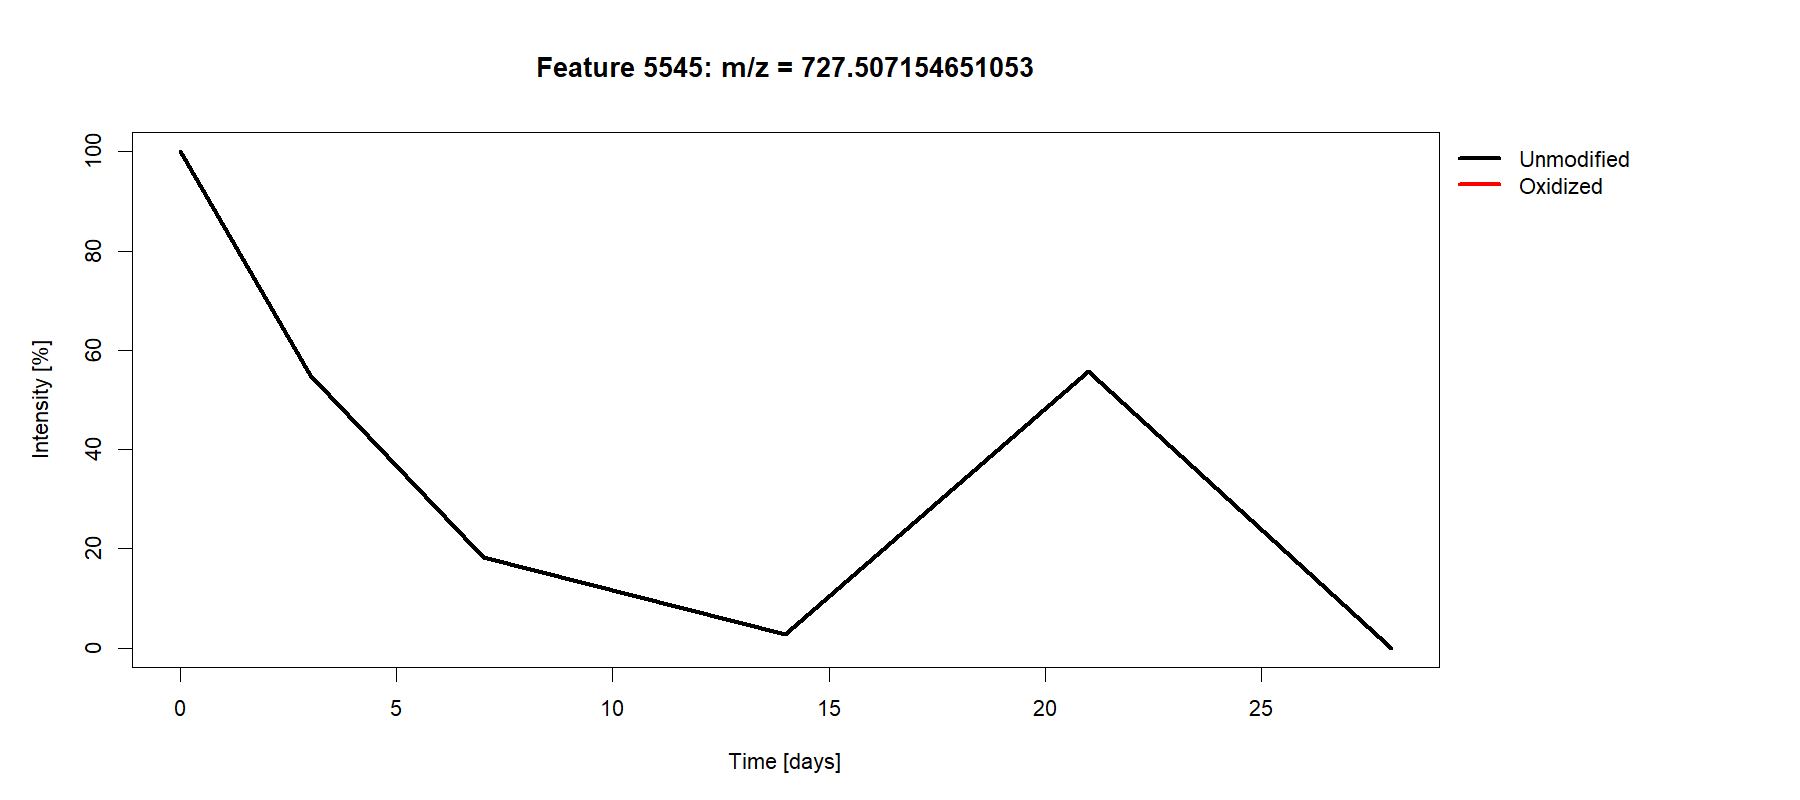 Feature 5545: m/z = 727.507154651053
Unmodified
Oxidized
Intensity [%]
100
80
60
40
20
0
0 5 10 15 20 25
Time [days]